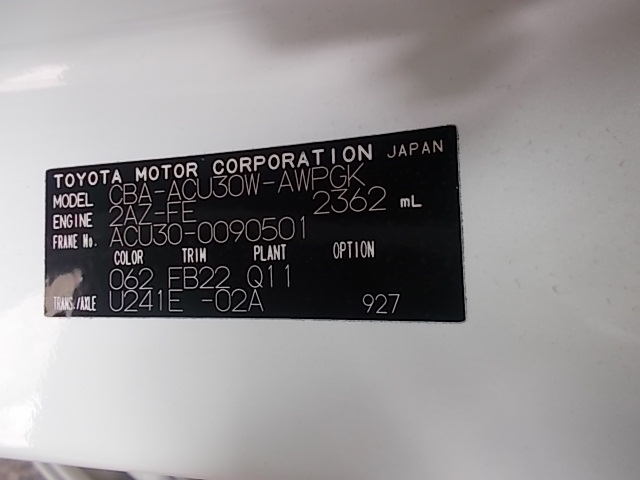 TOYOTA MOTOR CORPORATION JAPAN
MODEL CBA-ACU30W-AWPGK
ENGINE 2AZ-FE 2362 mL
FRAME No. ACU30-0090501
COLOR TRIM PLANT OPTION
062 FB22 Q11
TRANS./AXLE U241E -02A 927